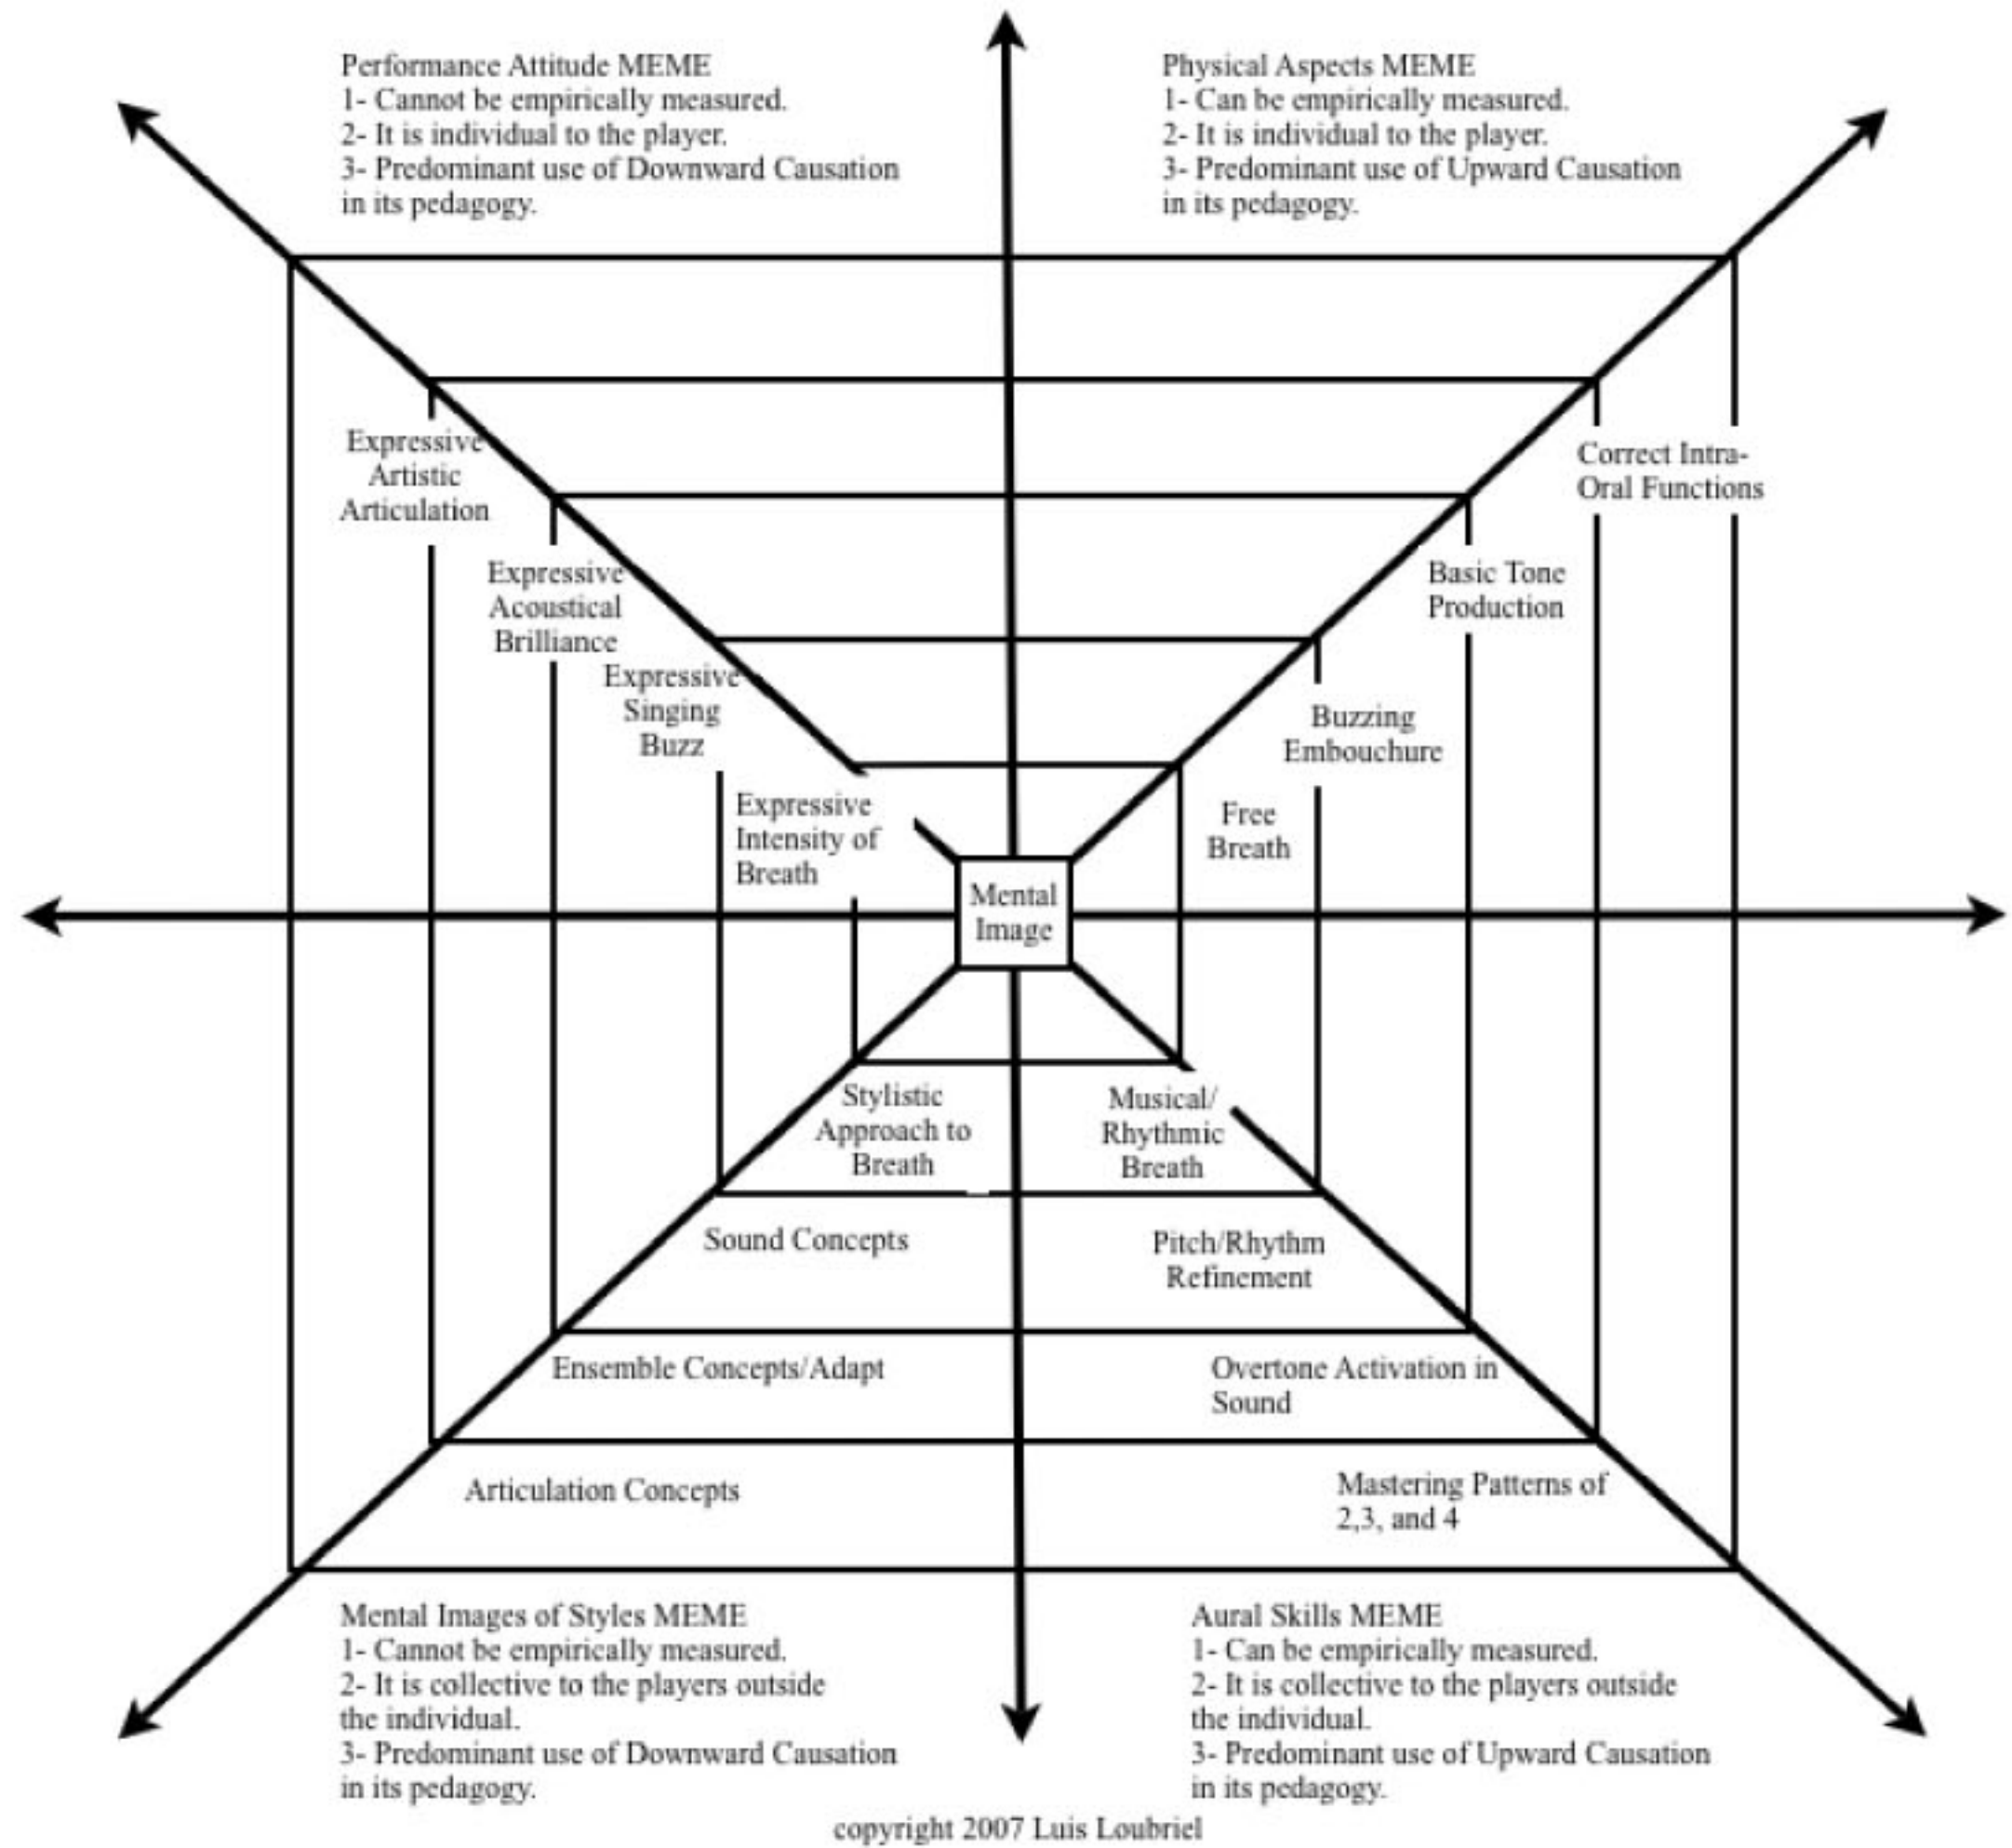 Performance Attitude MEME
1- Cannot be empirically measured.
2- It is individual to the player.
3- Predominant use of Downward Causation
in its pedagogy.
Physical Aspects MEME
1- Can be empirically measured.
2- It is individual to the player.
3- Predominant use of Upward Causation
in its pedagogy.
Expressive
Artistic
Articulation
Correct Intra-
Oral Functions
Expressive
Acoustical
Brilliance
Basic Tone
Production
Expressive
Singing
Buzz
Buzzing
Embouchure
Expressive
Intensity of
Breath
Free
Breath
Mental
Image
Stylistic
Approach to
Breath
Musical/
Rhythmic
Breath
Sound Concepts
Pitch/Rhythm
Refinement
Ensemble Concepts/Adapt
Overtone Activation in
Sound
Articulation Concepts
Mastering Patterns of
2,3, and 4
Mental Images of Styles MEME
1- Cannot be empirically measured.
2- It is collective to the players outside
the individual.
3- Predominant use of Downward Causation
in its pedagogy.
Aural Skills MEME
1- Can be empirically measured.
2- It is collective to the players outside
the individual.
3- Predominant use of Upward Causation
in its pedagogy.
copyright 2007 Luis Loubriel